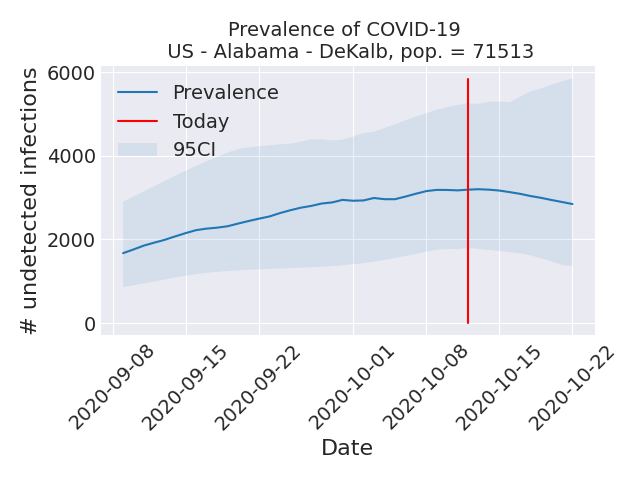 Prevalence of COVID-19
US - Alabama - DeKalb, pop. = 71513
# undetected infections
6000
4000
2000
0
Prevalence
Today
95CI
2020-09-08
2020-09-15
2020-09-22
2020-10-01
2020-10-08
2020-10-15
2020-10-22
Date